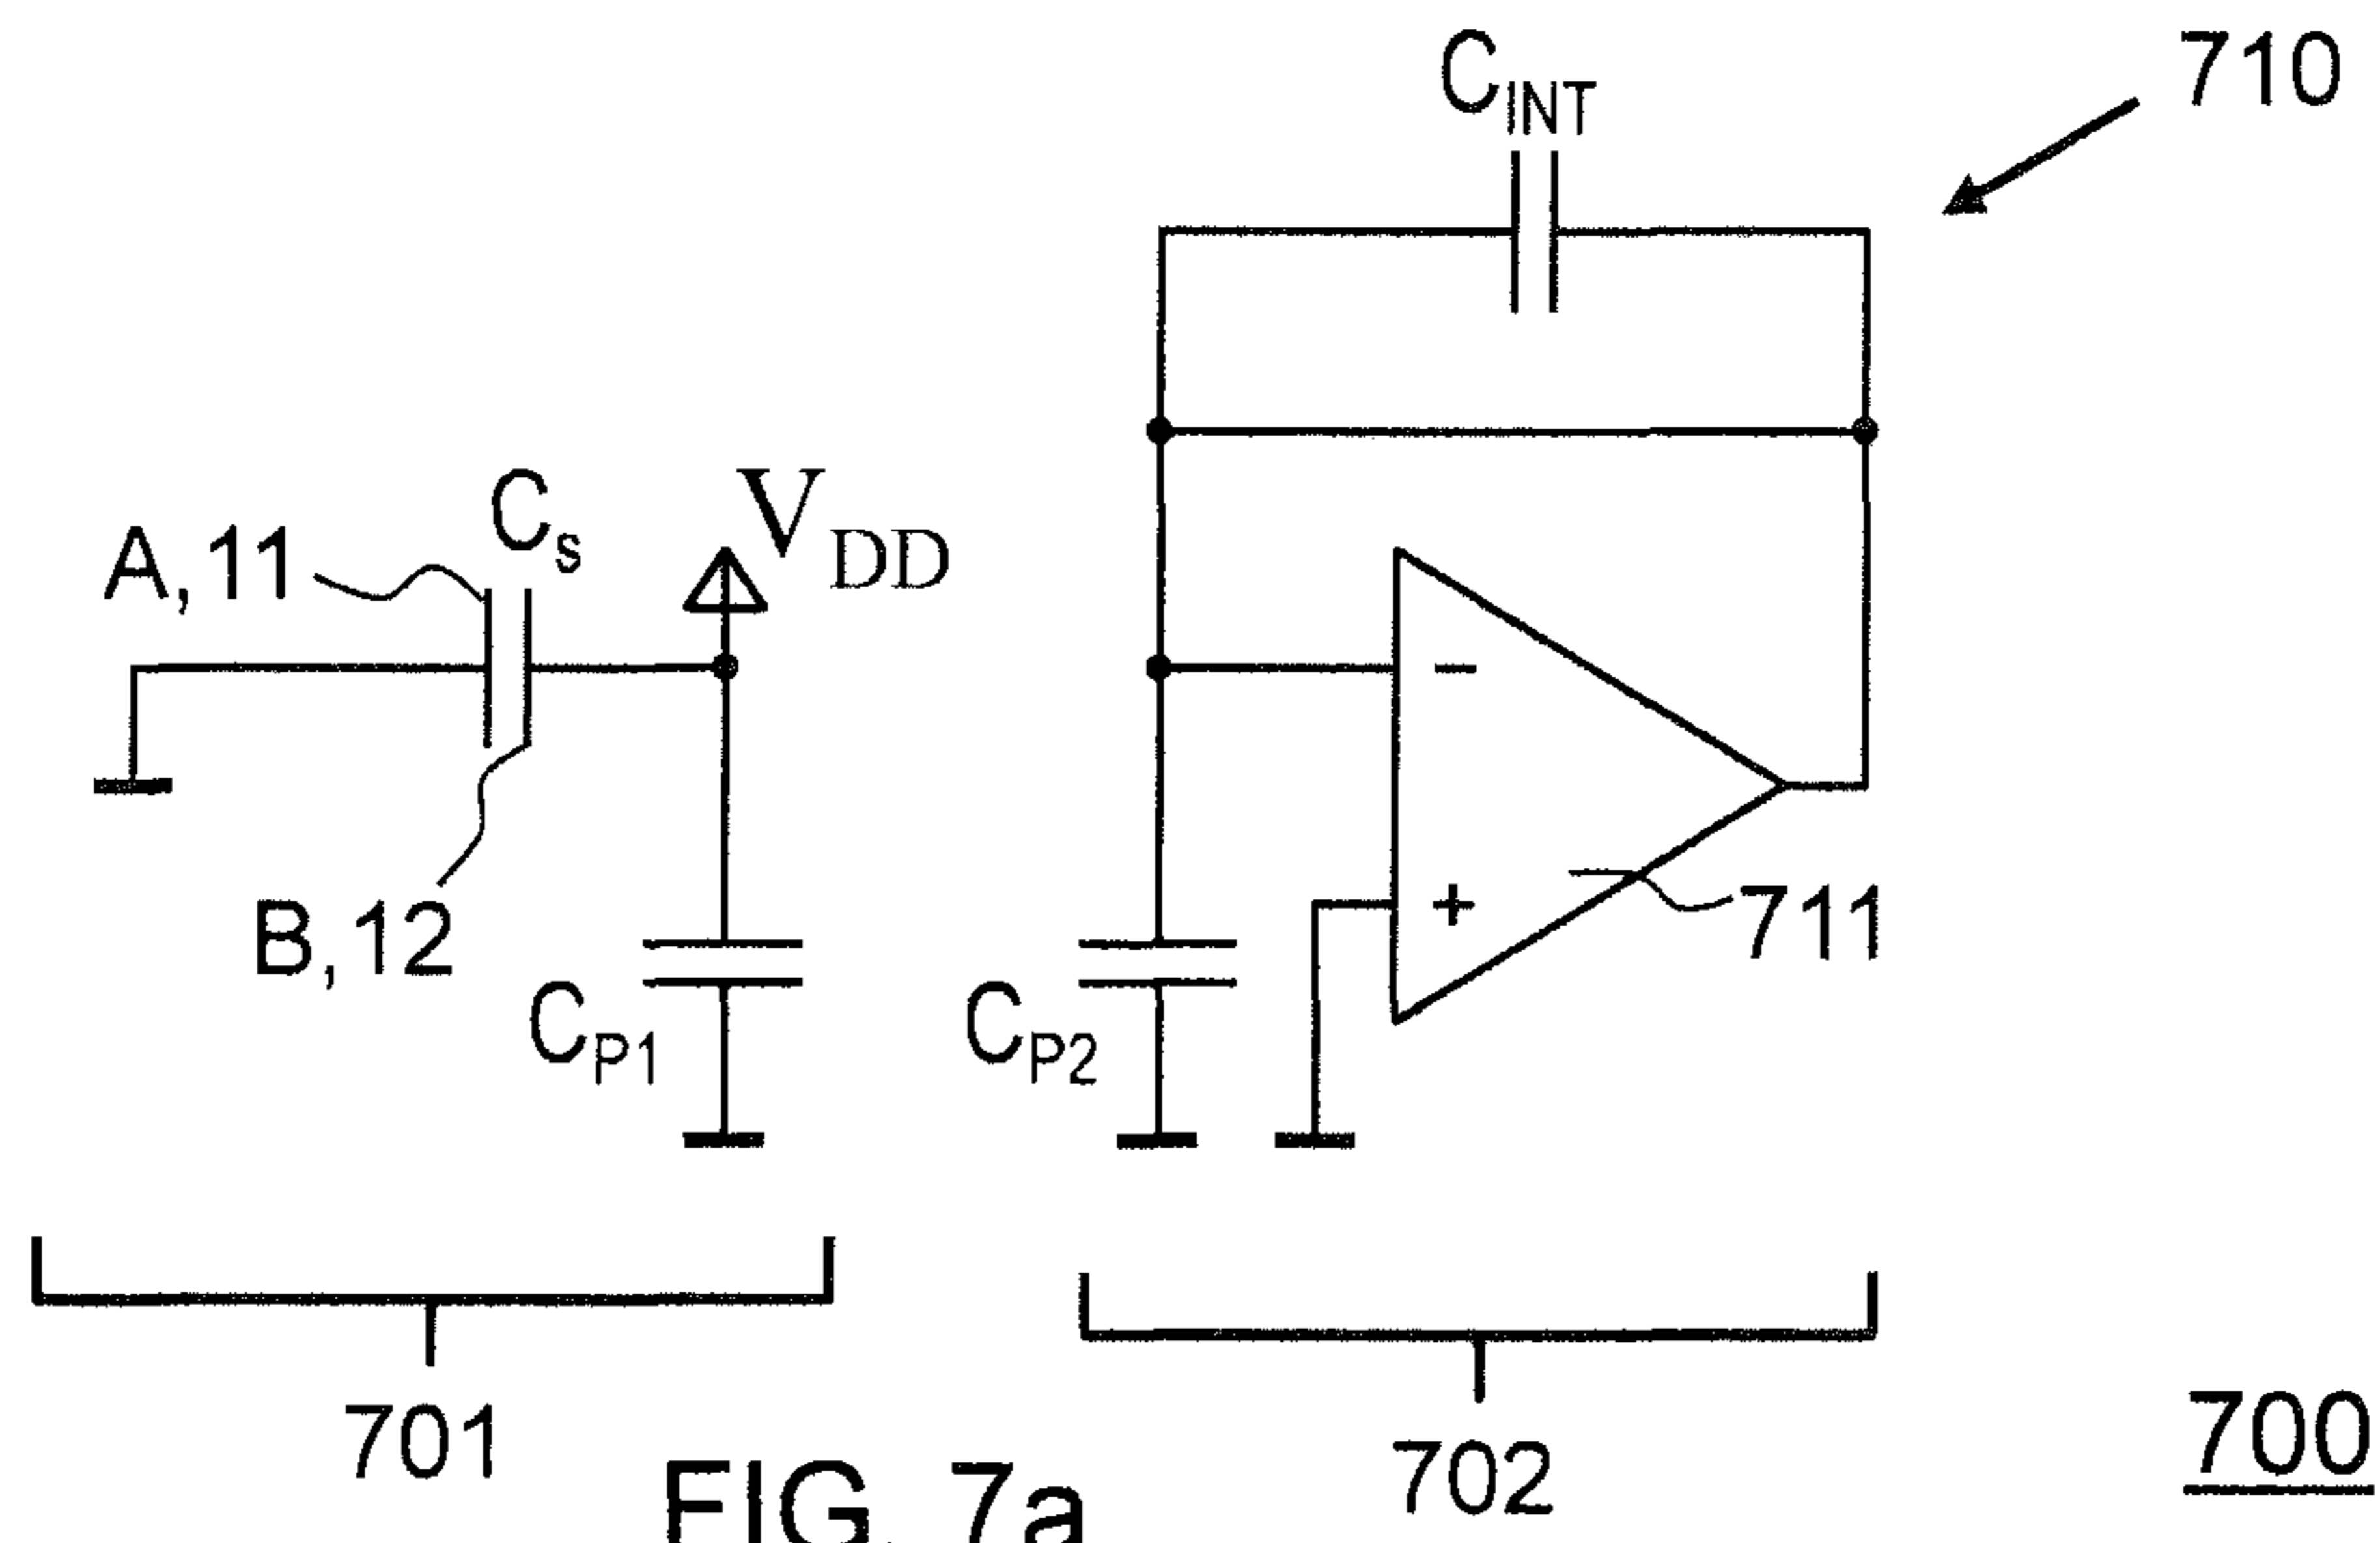 710
C_INT
C_s
V_DD
A,11
−
B,12
+
711
C_P1
C_P2
701
702
700
FIG. 7a